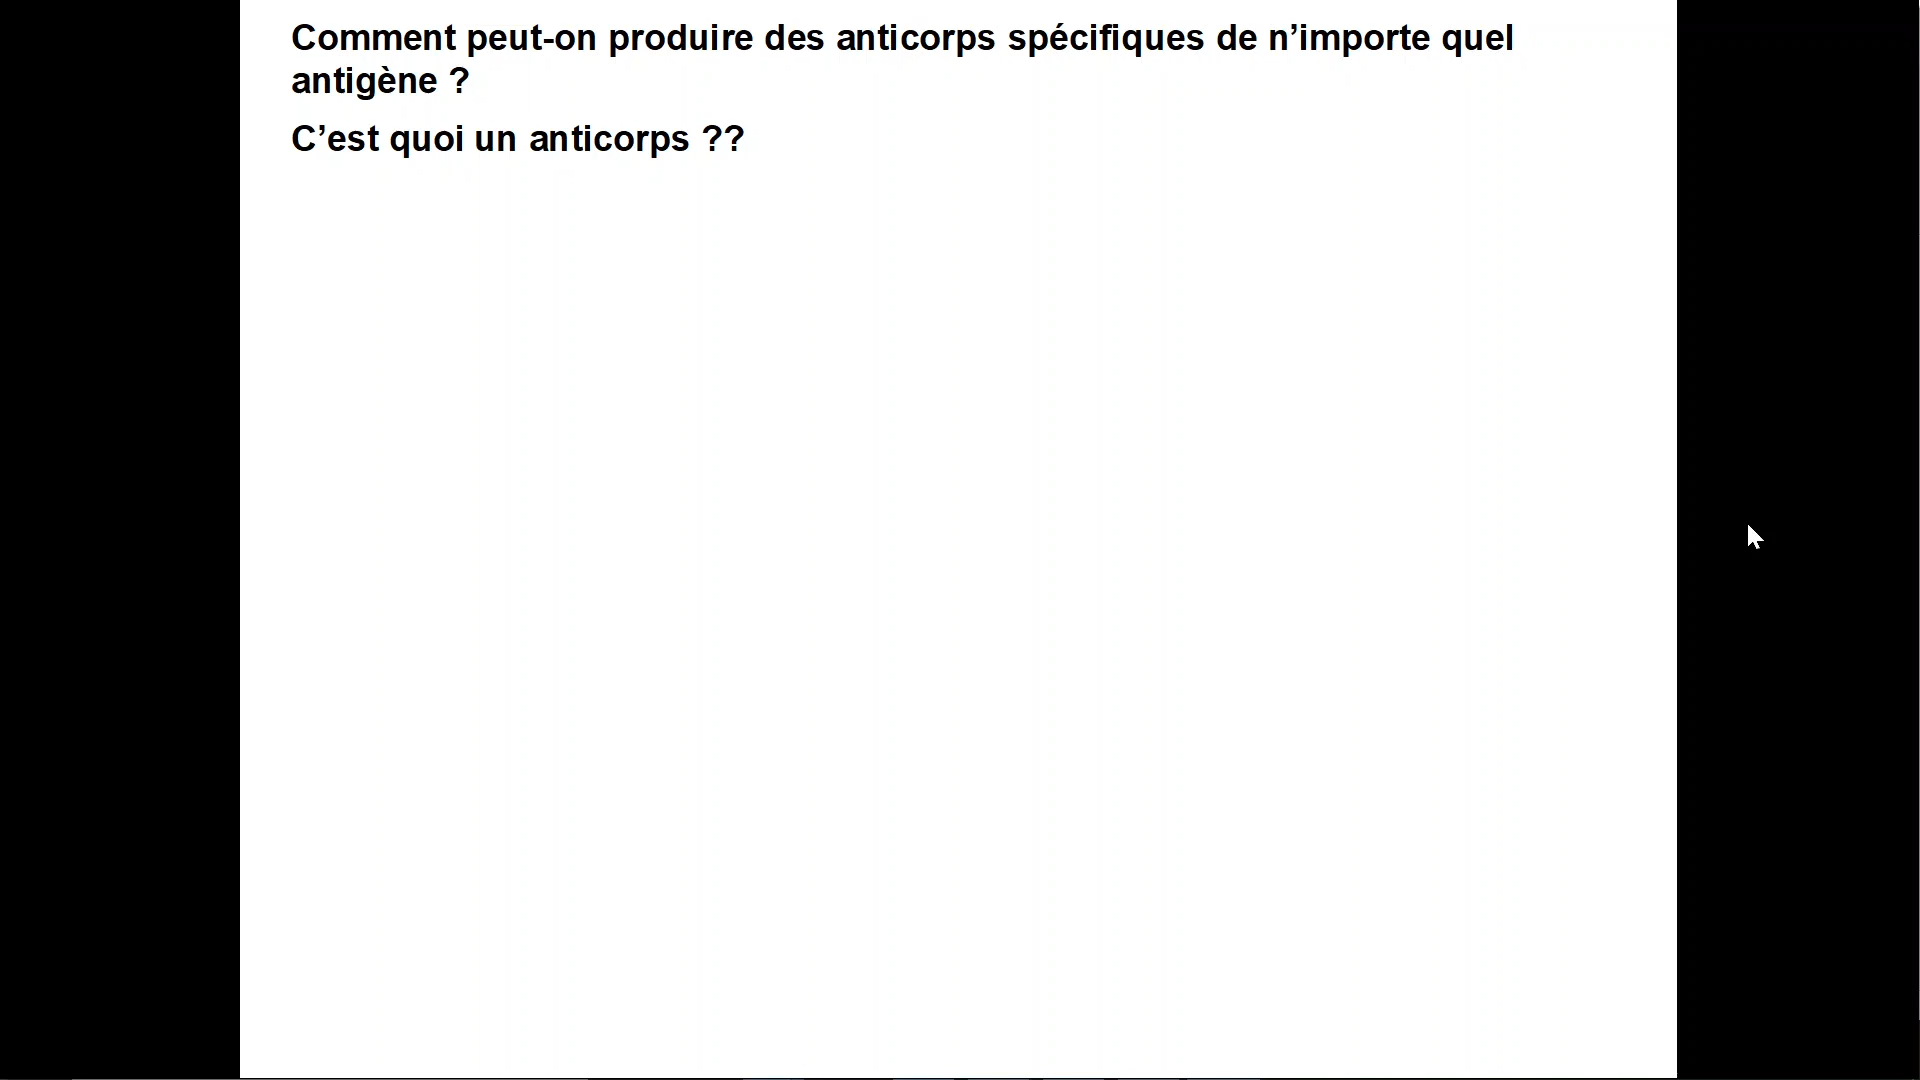 Comment peut-on produire des anticorps spécifiques de n’importe quel
antigène ?
C’est quoi un anticorps ??